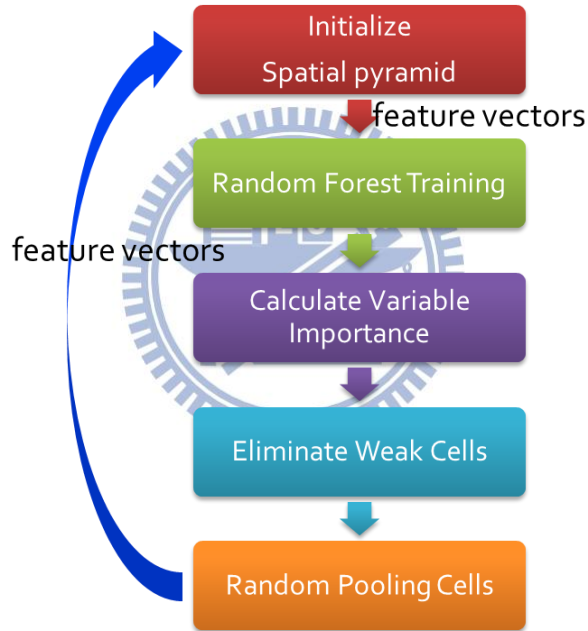 Initialize
Spatial pyramid
feature vectors
Random Forest Training
feature vectors
Calculate Variable
Importance
Eliminate Weak Cells
Random Pooling Cells